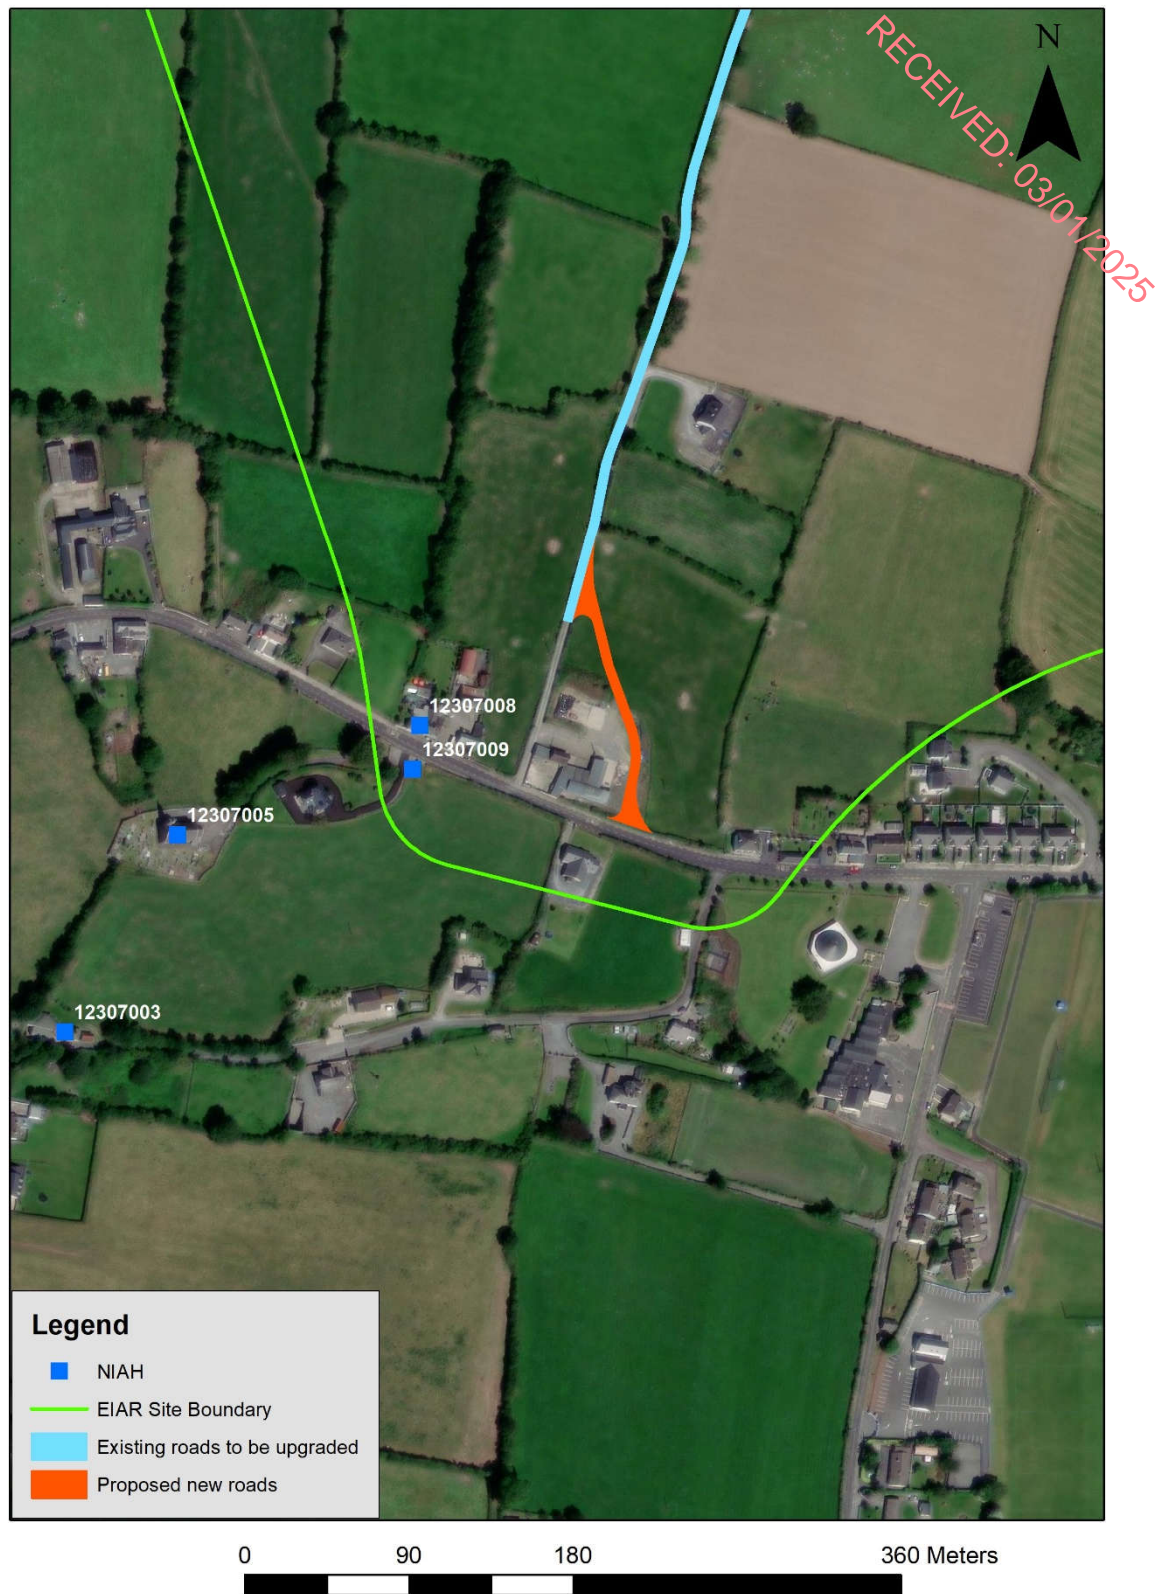 N
RECEIVED: 03/01/2025
12307008
12307009
12307005
12307003
Legend
NIAH
EIAR Site Boundary
Existing roads to be upgraded
Proposed new roads
0 90 180 360 Meters